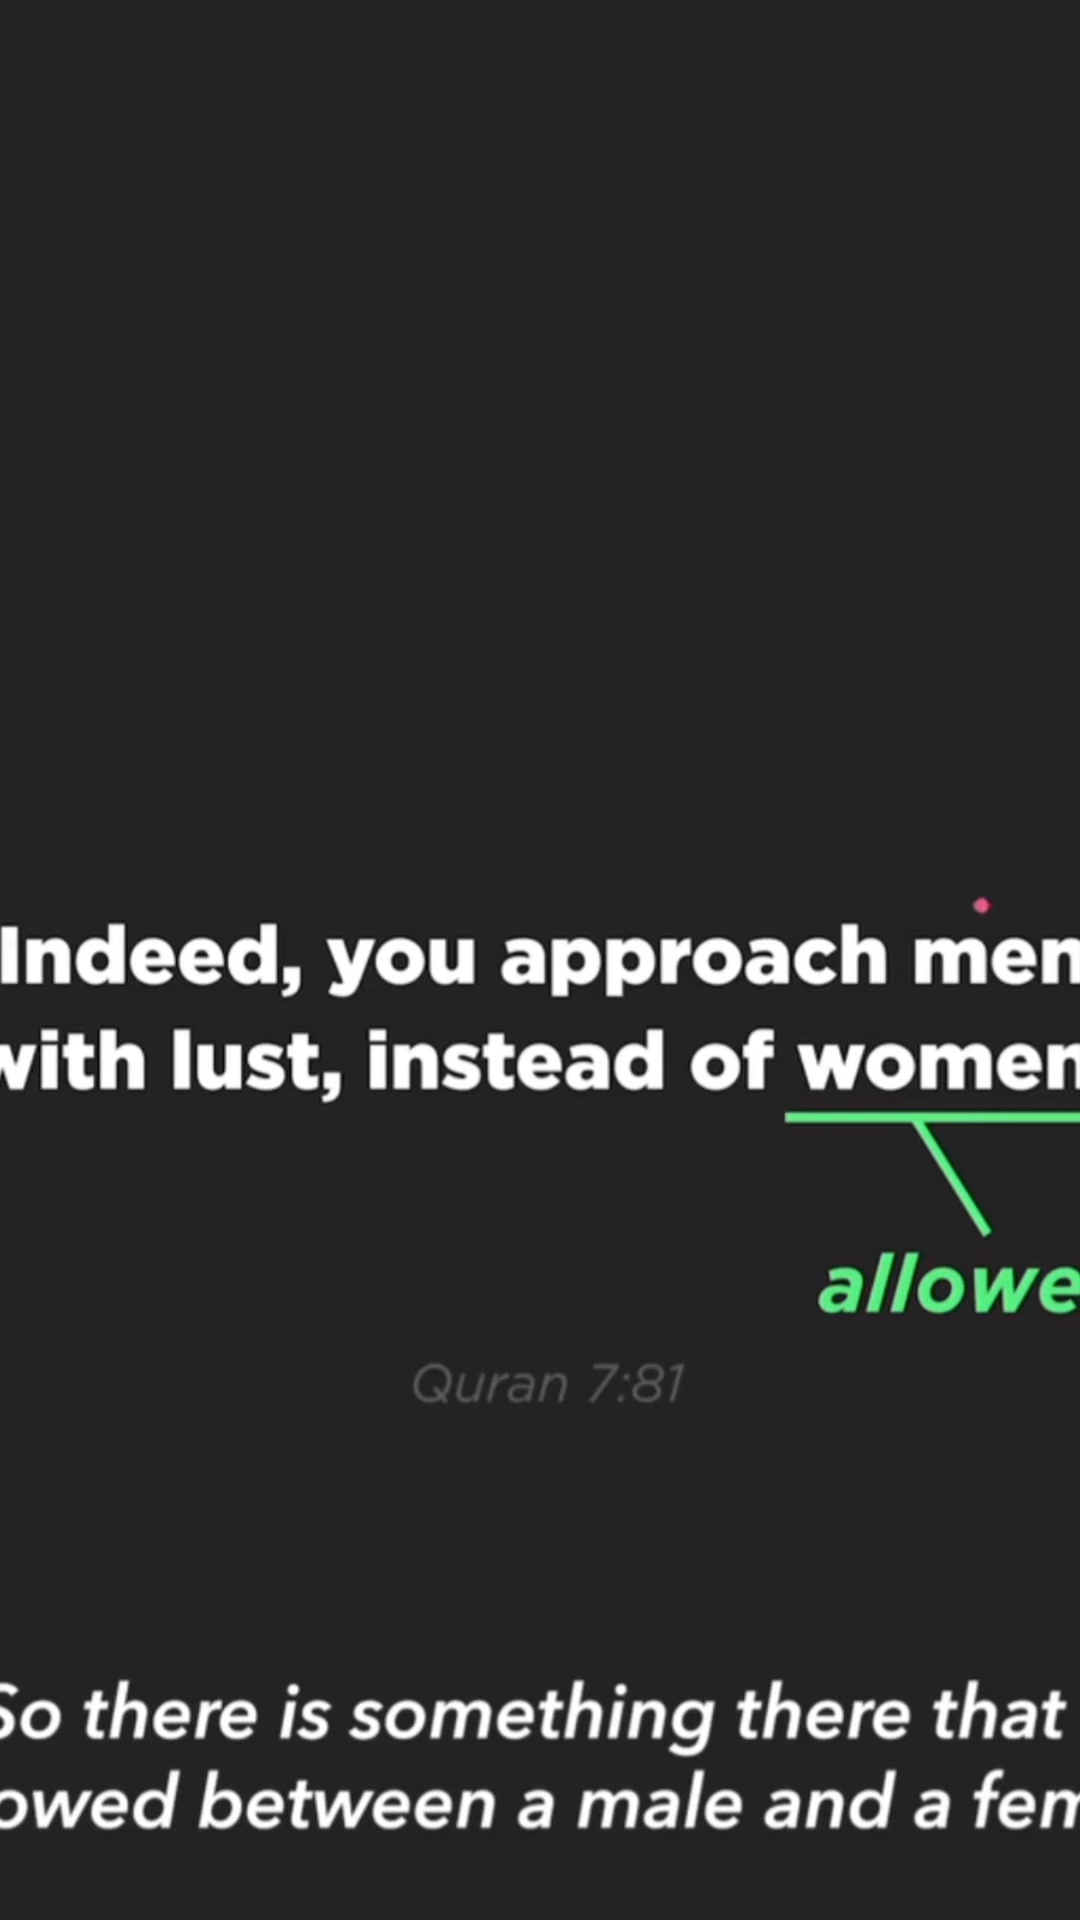 Indeed, you approach men
with lust, instead of women
allowe
Quran 7:81
So there is something there that
owed between a male and a fem